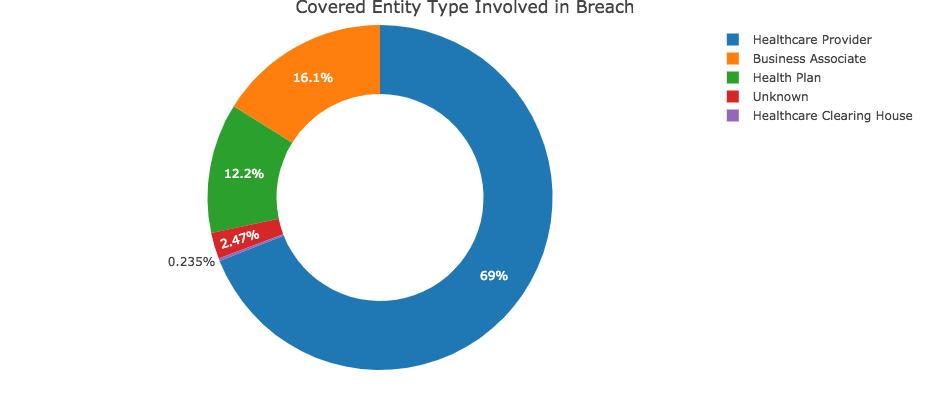 Covered Entity Type Involved in Breach
Healthcare Provider
Business Associate
Health Plan
Unknown
Healthcare Clearing House
16.1%
12.2%
2.47%
0.235%
69%